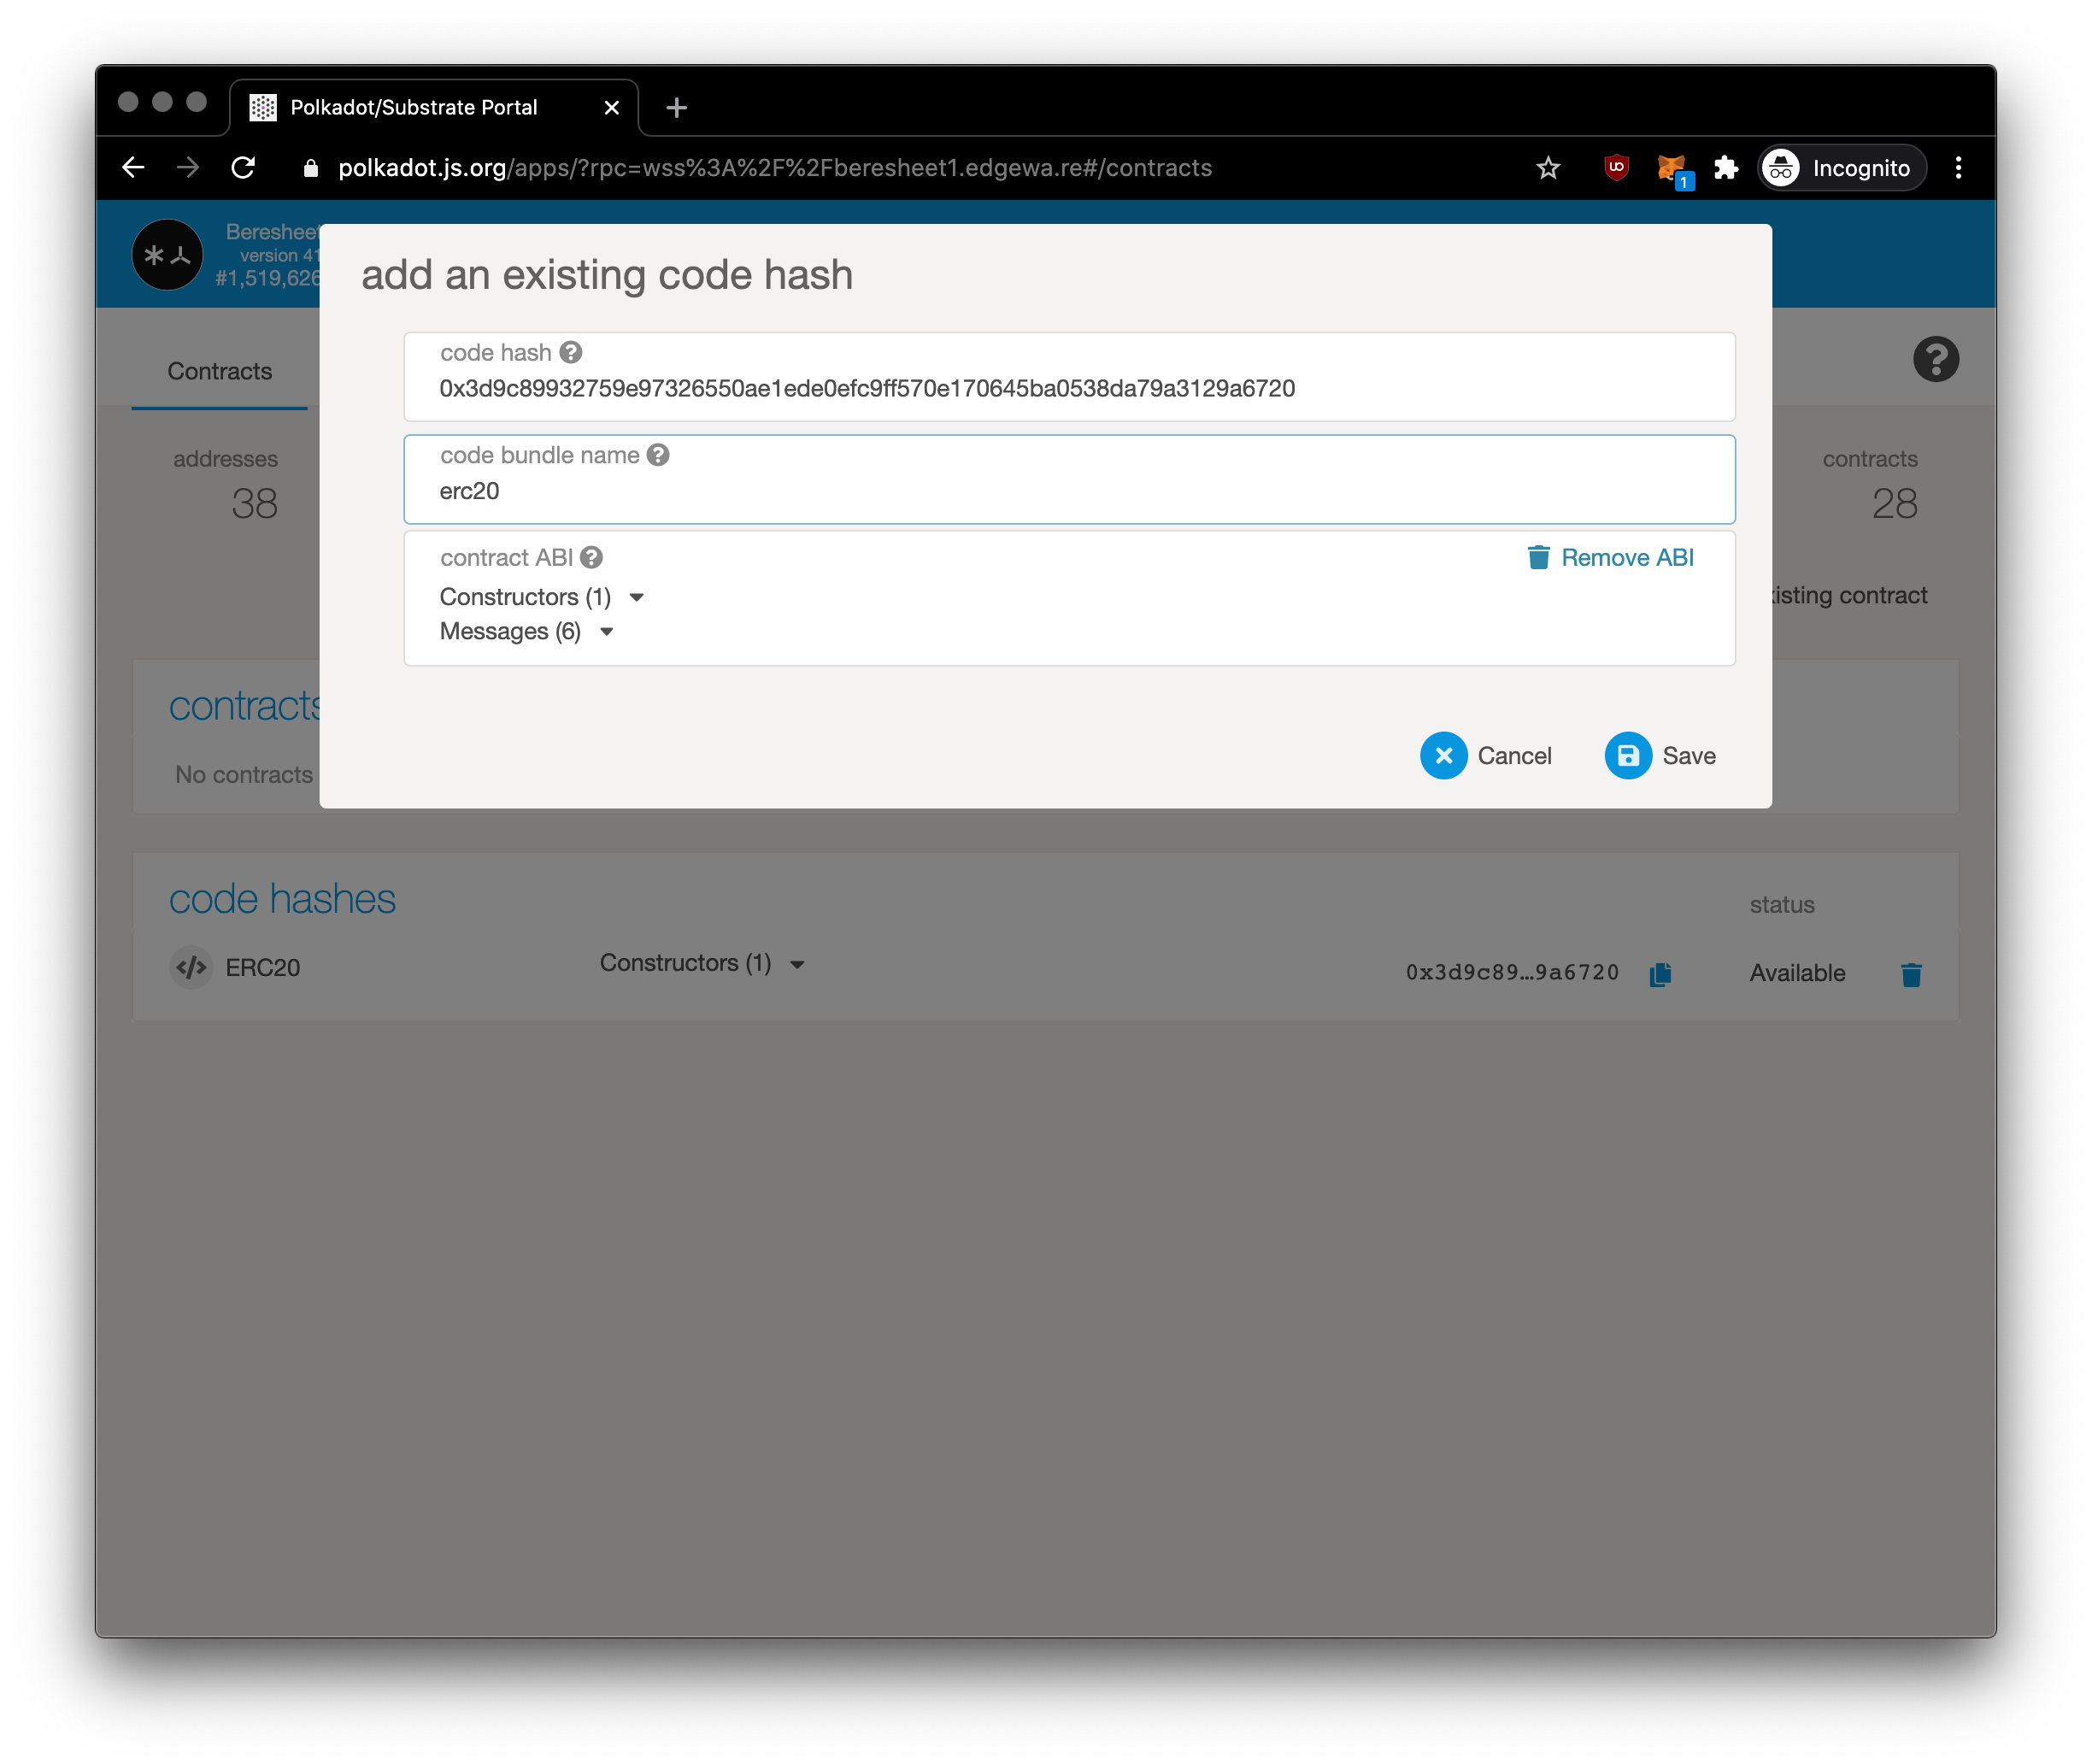 Polkadot/Substrate Portal
polkadot.js.org/apps/?rpc=wss%3A%2F%2Fberesheet1.edgewa.re#/contracts
1
Incognito
Beresheet
version 41
#1,519,626
add an existing code hash
code hash
0x3d9c89932759e97326550ae1ede0efc9ff570e170645ba0538da79a3129a6720
code bundle name
erc20
contract ABI
Remove ABI
Constructors (1)
Messages (6)
Cancel
Save
Contracts
addresses
38
contracts
28
xisting contract
contracts
No contracts
code hashes
status
ERC20
Constructors (1)
0x3d9c89…9a6720
Available